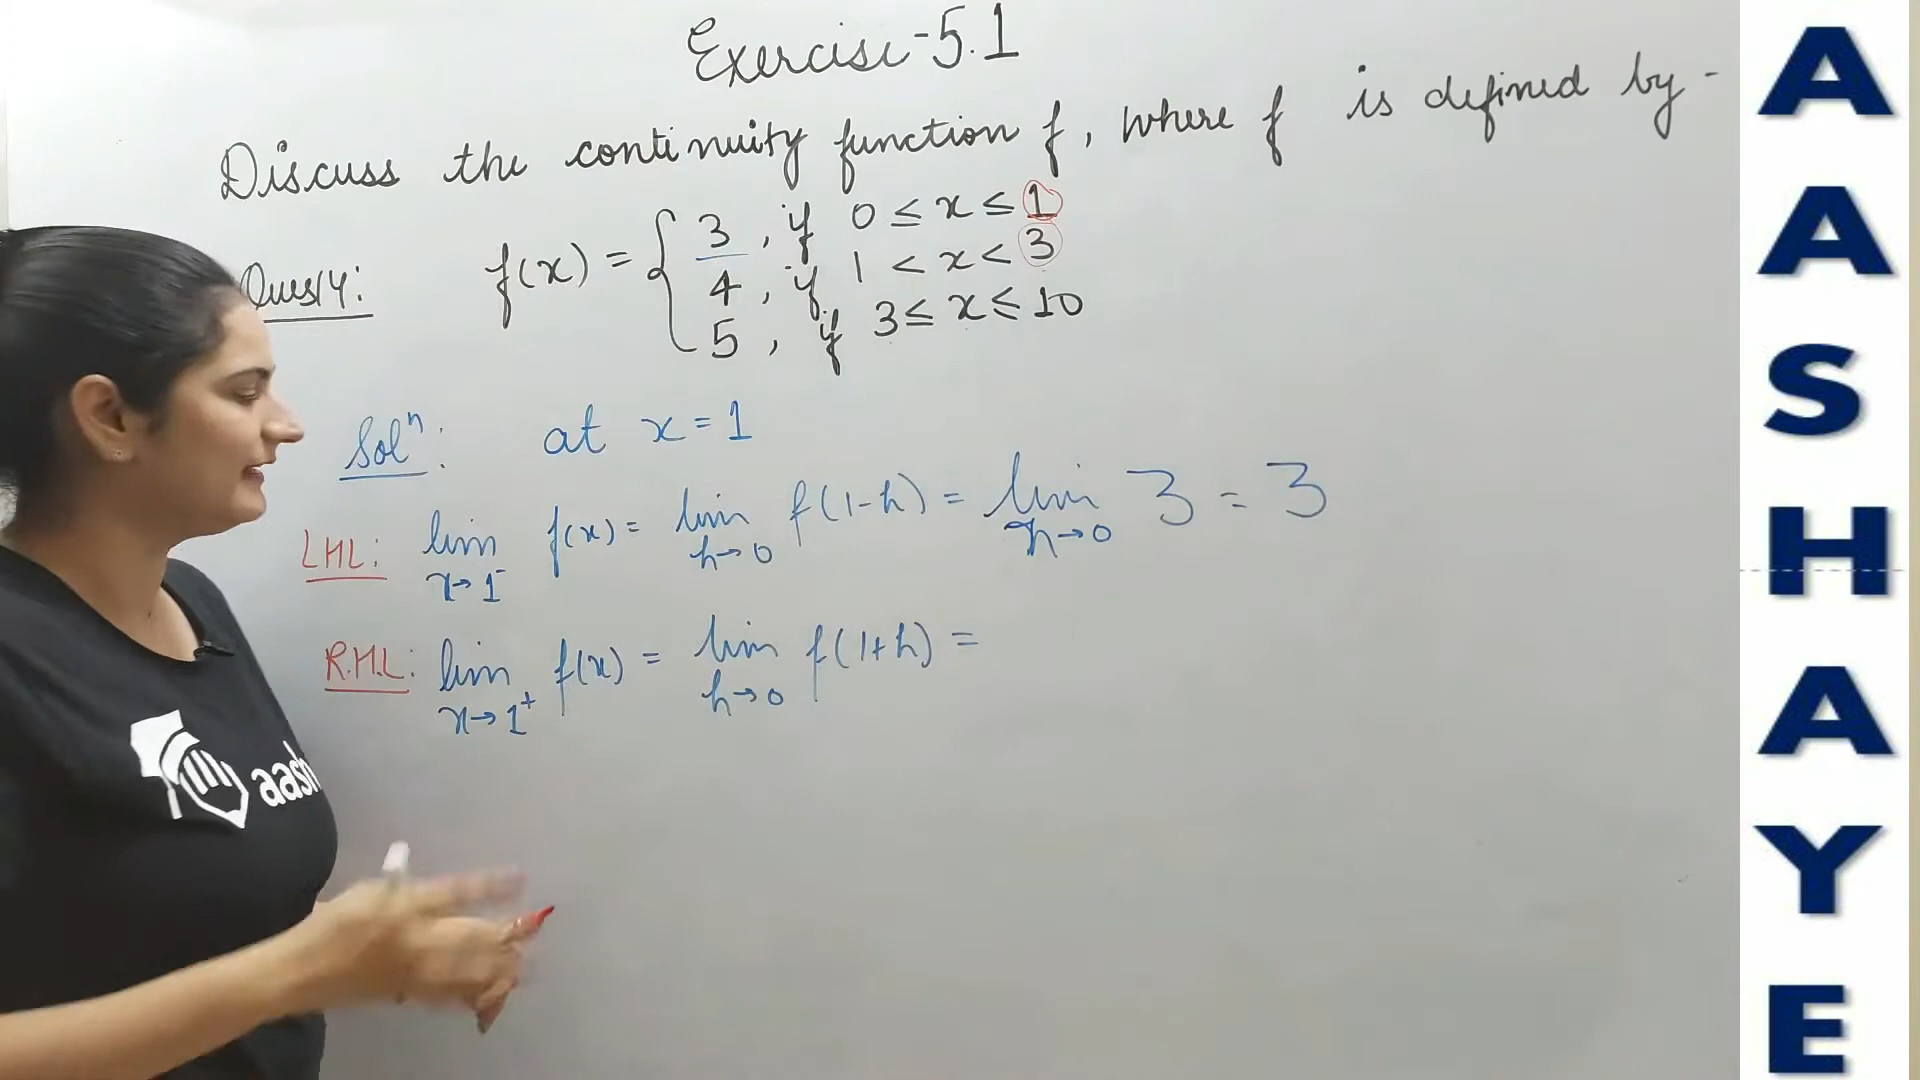 Exercise-5.1
Discuss the continuity function f, where f is defined by -
Ques14: f(x) = { 3, if 0 ≤ x ≤ 1
4, if 1 < x < 3
5, if 3 ≤ x ≤ 10
Solⁿ: at x = 1
LHL: lim x→1⁻ f(x) = lim h→0 f(1-h) = lim h→0 3 = 3
R.H.L: lim x→1⁺ f(x) = lim h→0 f(1+h) =
aash
AASHAYE